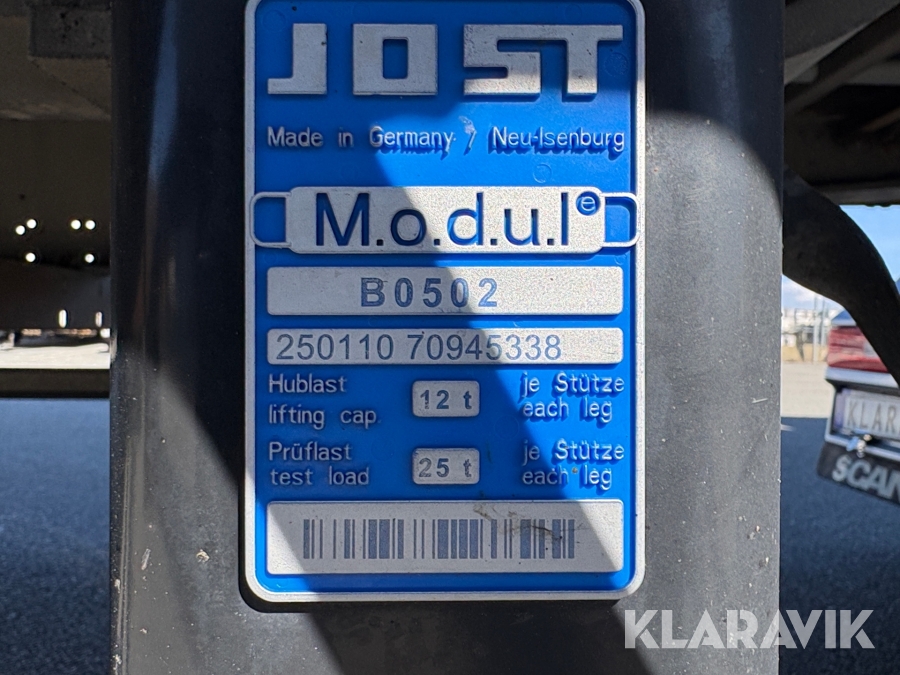 JOST
Made in Germany / Neu-Isenburg
M.o.d.u.l e
B0502
250110 70945338
Hublast 12 t je Stütze
lifting cap. each leg
Prüflast 25 t je Stütze
test load each leg
KLAR
SCAN
KLARAVIK